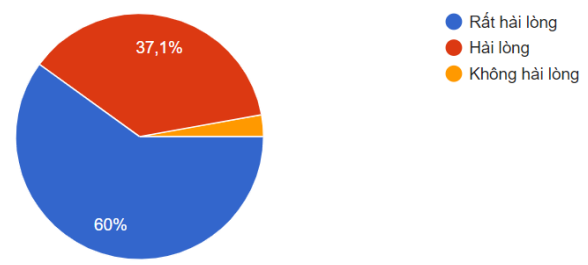 37,1%
60%
Rất hài lòng
Hài lòng
Không hài lòng